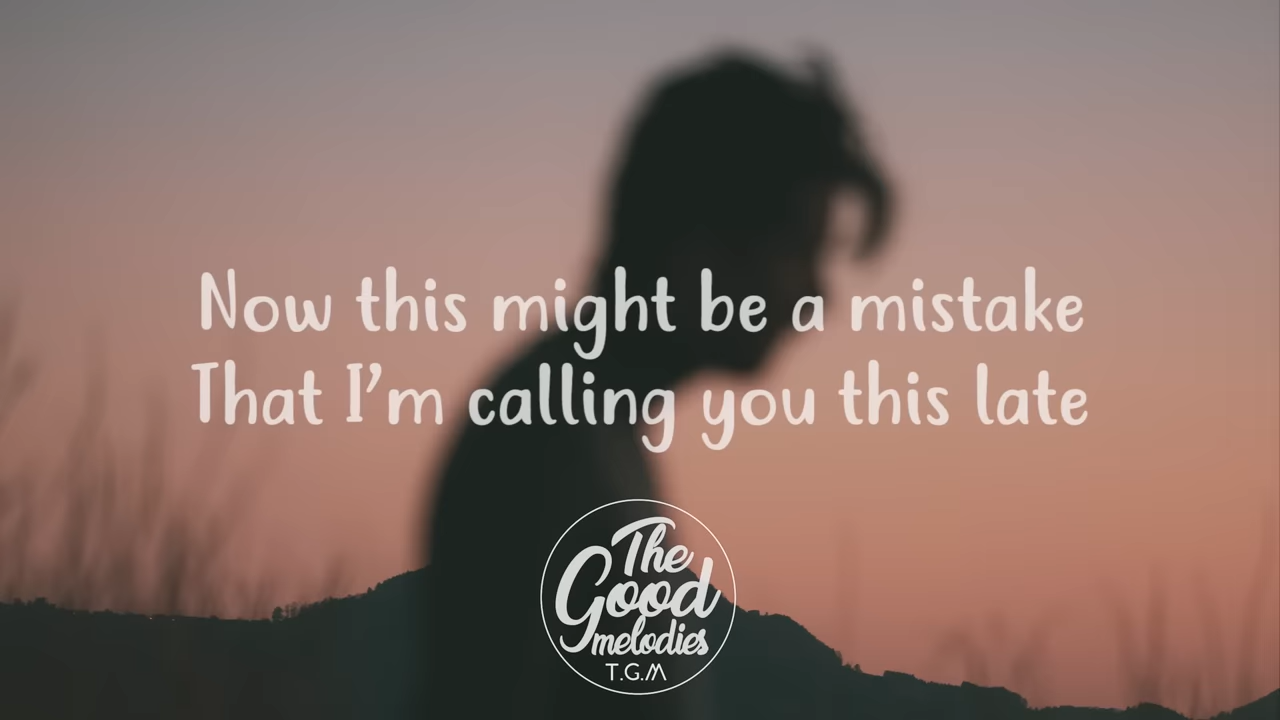 Now this might be a mistake
That I'm calling you this late
The
Good
melodies
T.G.M